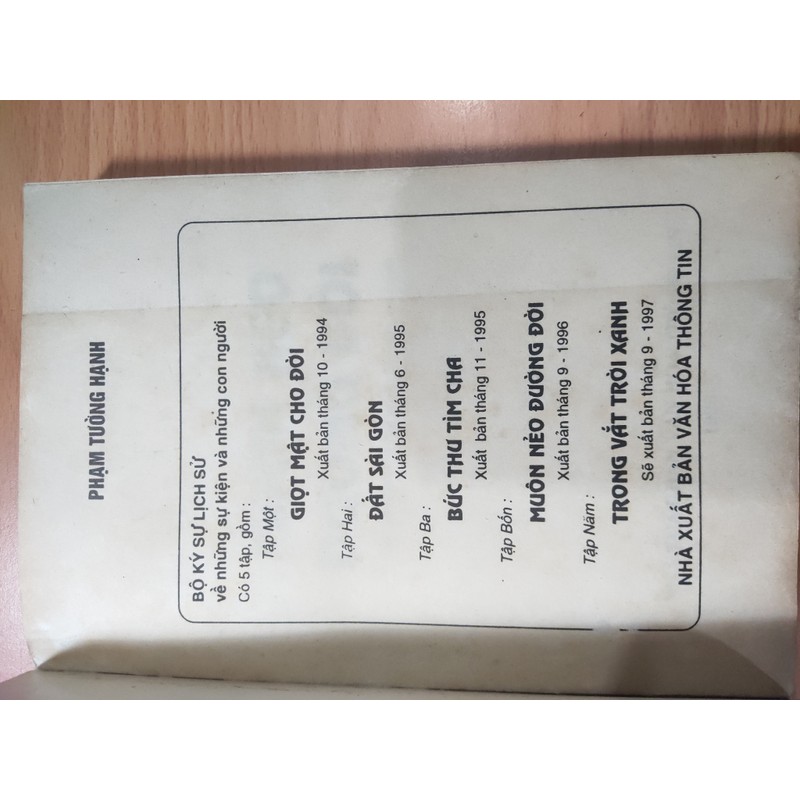 PHẠM TƯỜNG HẠNH
BỘ KÝ SỰ LỊCH SỬ
về những sự kiện và những con người
Có 5 tập, gồm :
Tập Một :
GIỌT MẬT CHO ĐỜI
Xuất bản tháng 10 - 1994
Tập Hai :
ĐẤT SÀI GÒN
Xuất bản tháng 6 - 1995
Tập Ba :
BỨC THƯ TÌM CHA
Xuất bản tháng 11 - 1995
Tập Bốn :
MUÔN NẺO ĐƯỜNG ĐỜI
Xuất bản tháng 9 - 1996
Tập Năm :
TRONG VẮT TRỜI XANH
Sẽ xuất bản tháng 9 - 1997
NHÀ XUẤT BẢN VĂN HÓA THÔNG TIN